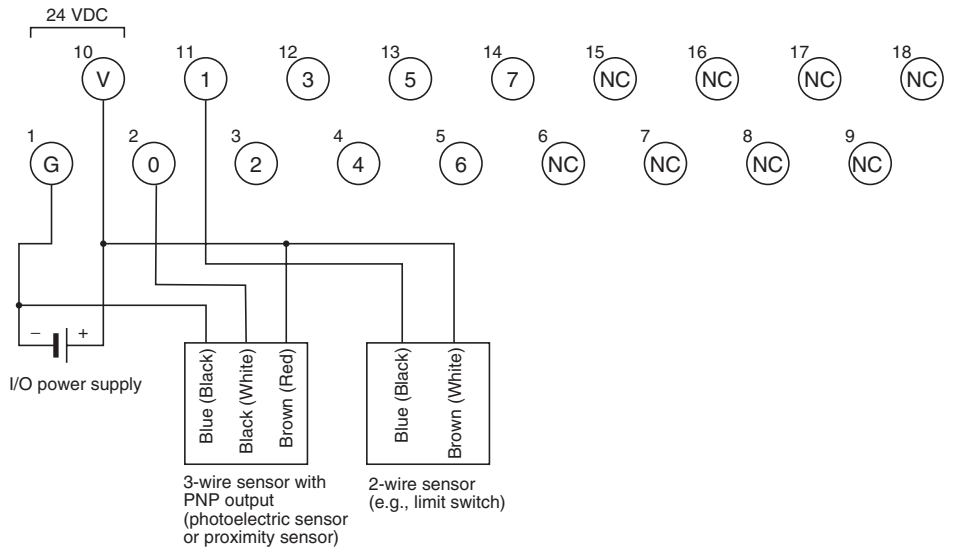 24 VDC
10 11 12 13 14 15 16 17 18
V 1 3 5 7 NC NC NC NC
1 2 3 4 5 6 7 8 9
G 0 2 4 6 NC NC NC NC
− +
I/O power supply
Blue (Black)
Black (White)
Brown (Red)
Blue (Black)
Brown (White)
3-wire sensor with
PNP output
(photoelectric sensor
or proximity sensor)
2-wire sensor
(e.g., limit switch)